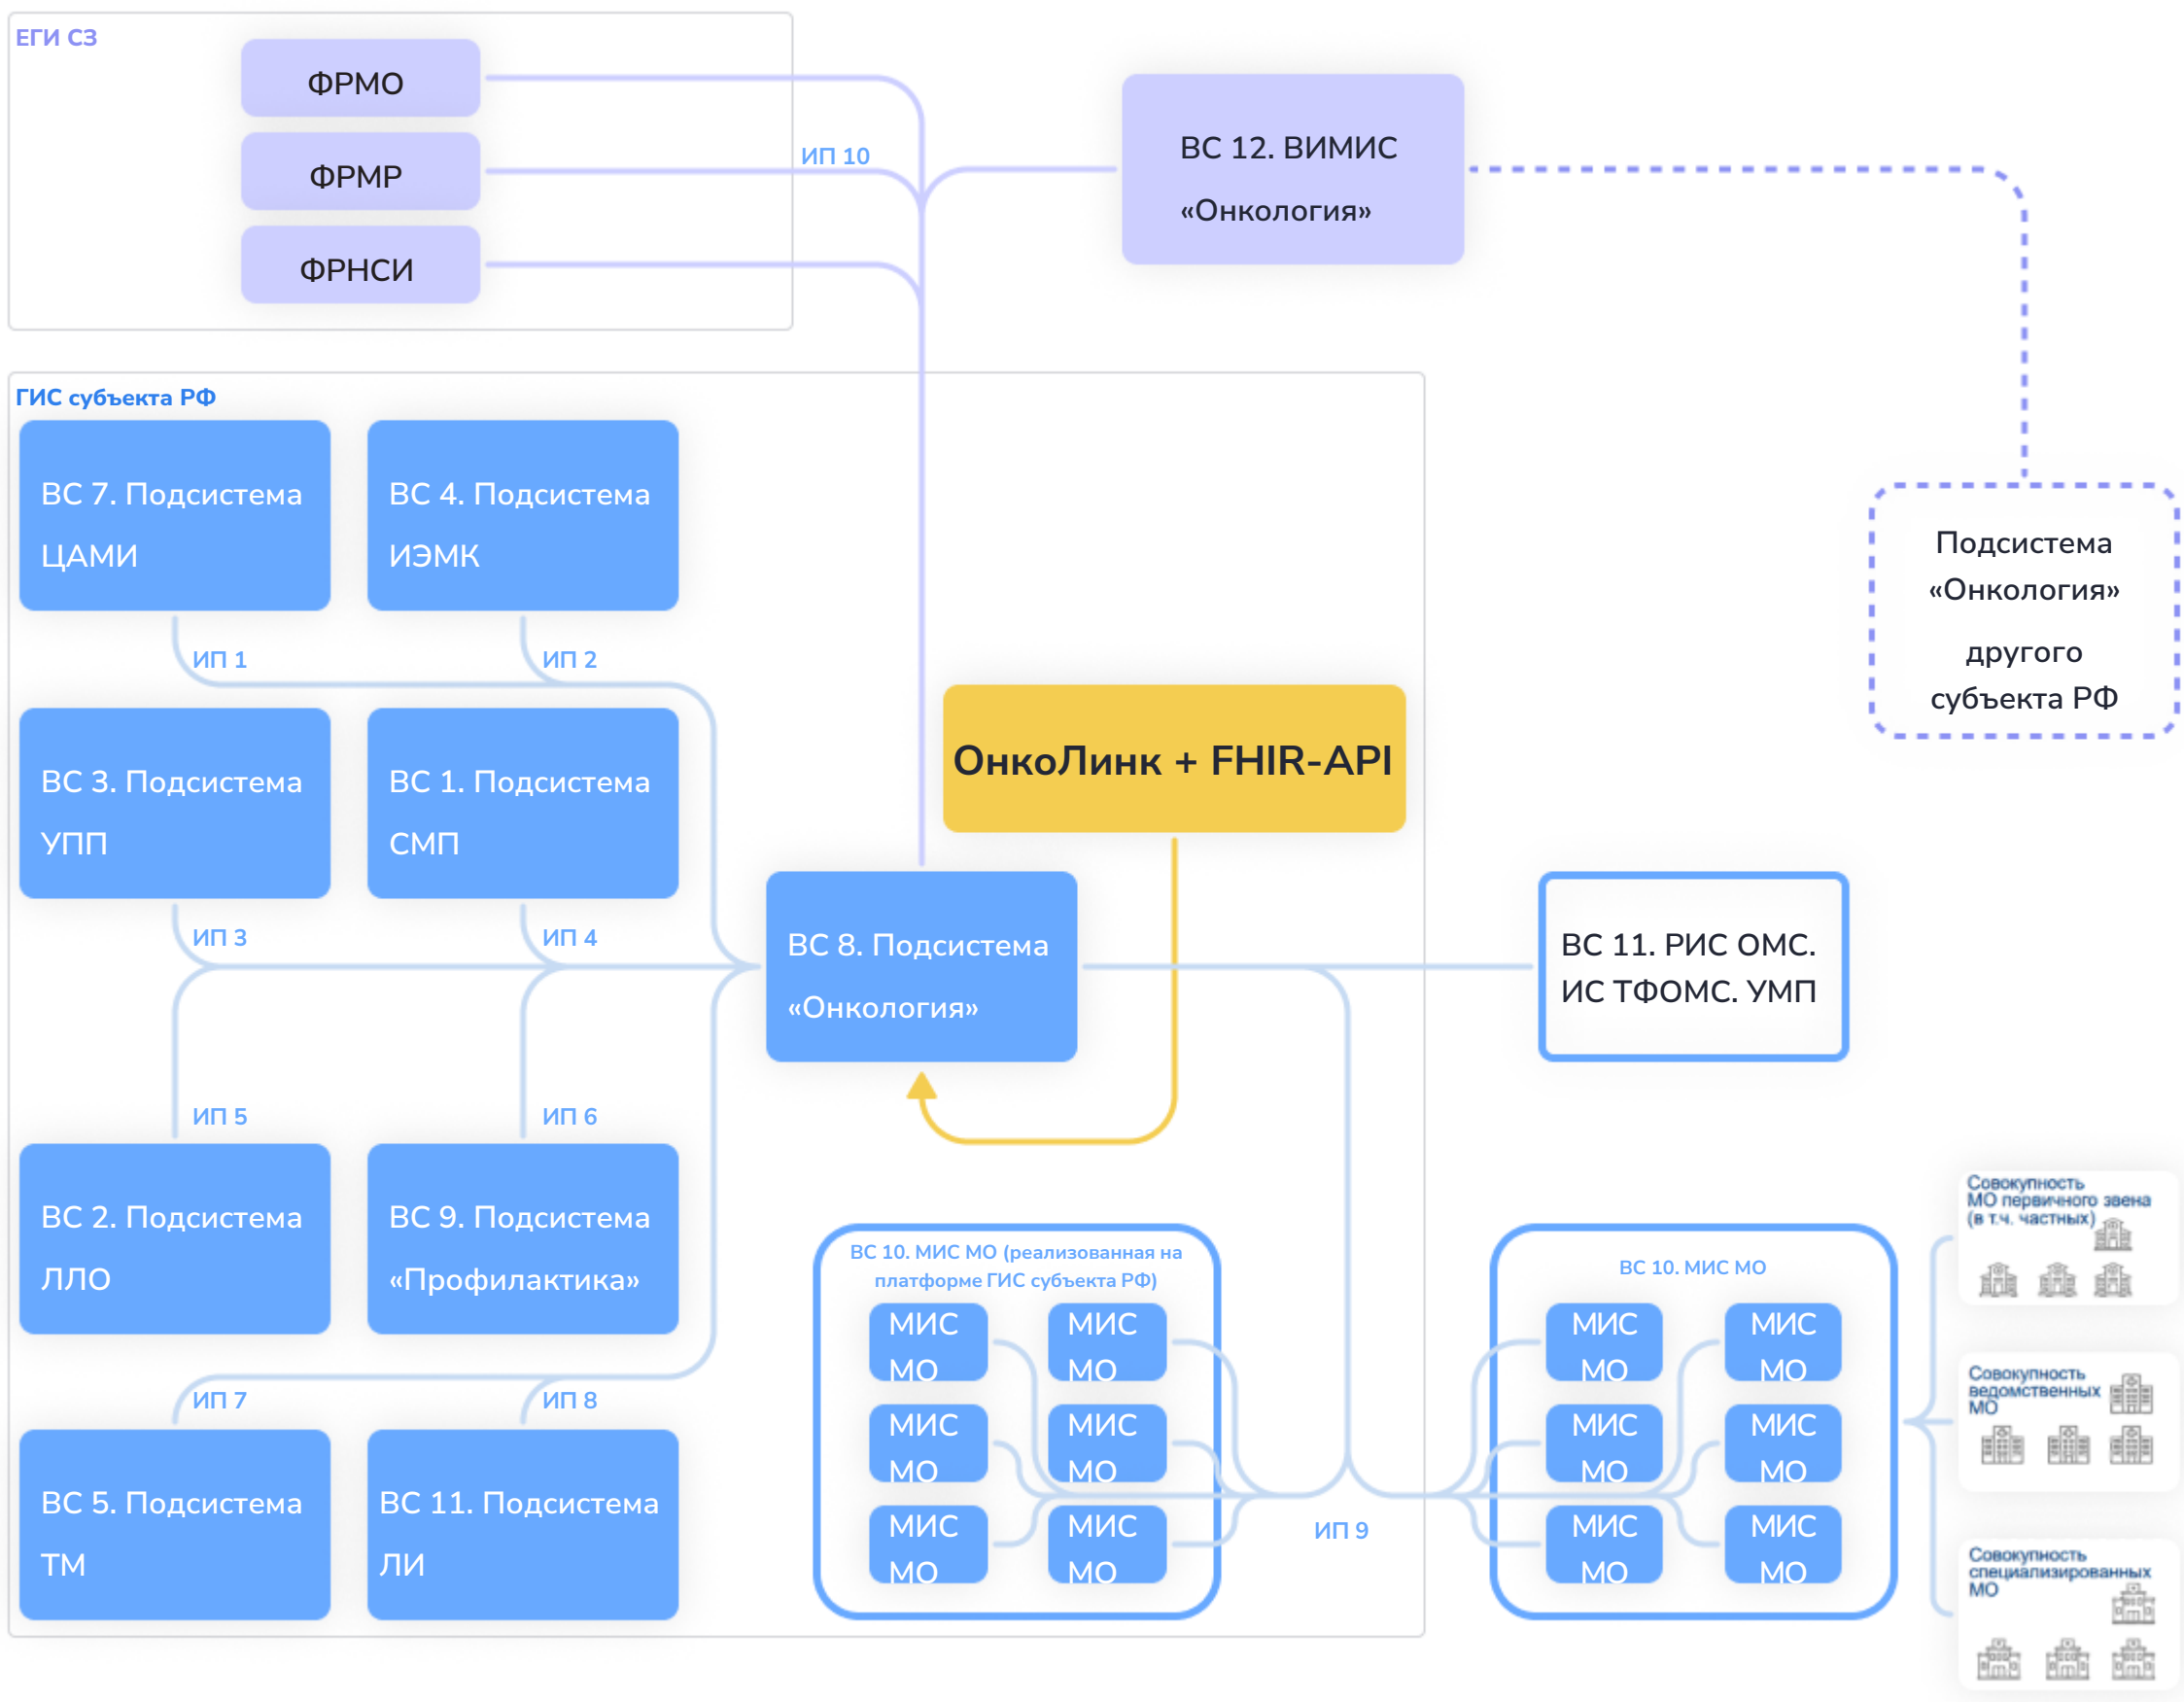 ЕГИ СЗ
ФРМО
ФРМР
ФРНСИ
ИП 10
ВС 12. ВИМИС
«Онкология»
Подсистема
«Онкология»
другого
субъекта РФ
ГИС субъекта РФ
ВС 7. Подсистема
ЦАМИ
ВС 4. Подсистема
ИЭМК
ИП 1
ИП 2
ВС 3. Подсистема
УПП
ВС 1. Подсистема
СМП
ИП 3
ИП 4
ОнкоЛинк + FHIR-API
ВС 8. Подсистема
«Онкология»
ВС 11. РИС ОМС.
ИС ТФОМС. УМП
ИП 5
ИП 6
ВС 2. Подсистема
ЛЛО
ВС 9. Подсистема
«Профилактика»
ИП 7
ИП 8
ВС 5. Подсистема
ТМ
ВС 11. Подсистема
ЛИ
ВС 10. МИС МО (реализованная на
платформе ГИС субъекта РФ)
МИС
МО
МИС
МО
МИС
МО
МИС
МО
МИС
МО
МИС
МО
ИП 9
ВС 10. МИС МО
МИС
МО
МИС
МО
МИС
МО
МИС
МО
МИС
МО
МИС
МО
Совокупность
МО первичного звена
(в т.ч. частных)
Совокупность
ведомственных
МО
Совокупность
специализированных
МО